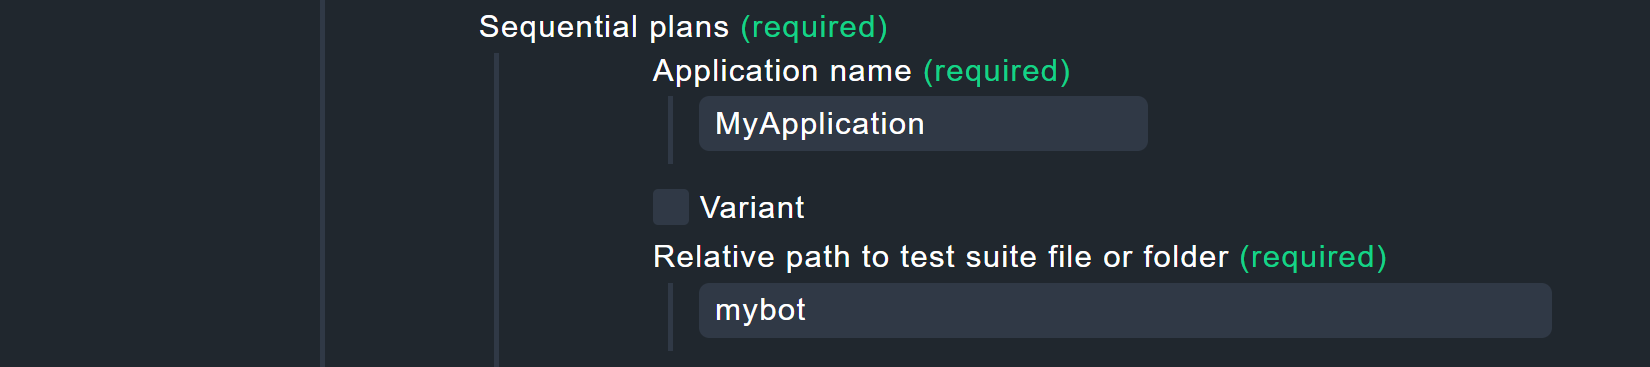 Sequential plans (required)
Application name (required)
MyApplication
Variant
Relative path to test suite file or folder (required)
mybot